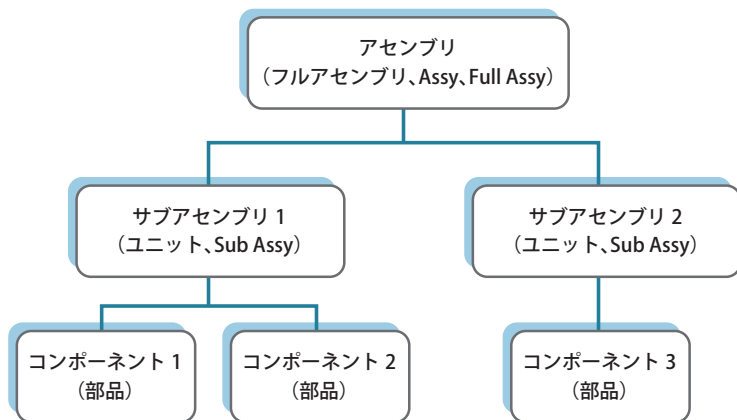 アセンブリ
（フルアセンブリ、Assy、Full Assy）
サブアセンブリ 1
（ユニット、Sub Assy）
サブアセンブリ 2
（ユニット、Sub Assy）
コンポーネント 1
（部品）
コンポーネント 2
（部品）
コンポーネント 3
（部品）